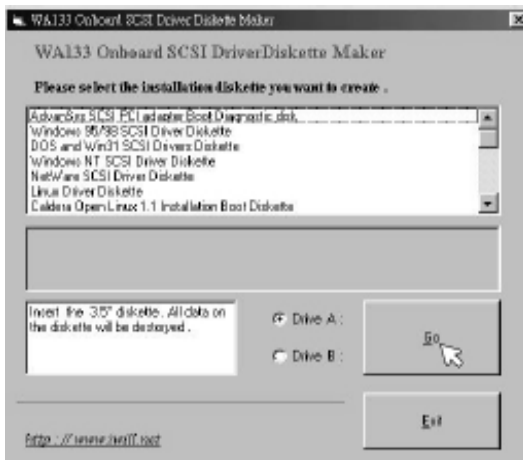 WA133 Onboard SCSI Driver Diskette Maker
WA133 Onboard SCSI DriverDiskette Maker
Please select the installation diskette you want to create .
AdvanSys SCSI PCI adapter Boot Diagnostic disk,
Windows 95/98 SCSI Driver Diskette
DOS and Win31 SCSI Drivers Diskette
Windows NT SCSI Driver Diskette
NetWare SCSI Driver Diskette
Linux Driver Diskette
Caldera Open Linux 1.1 Installation Boot Diskette
Insert the 3.5" diskette. All data on
the diskette will be destroyed .
Drive A :
Drive B :
Go
Exit
http://www.iwill.net